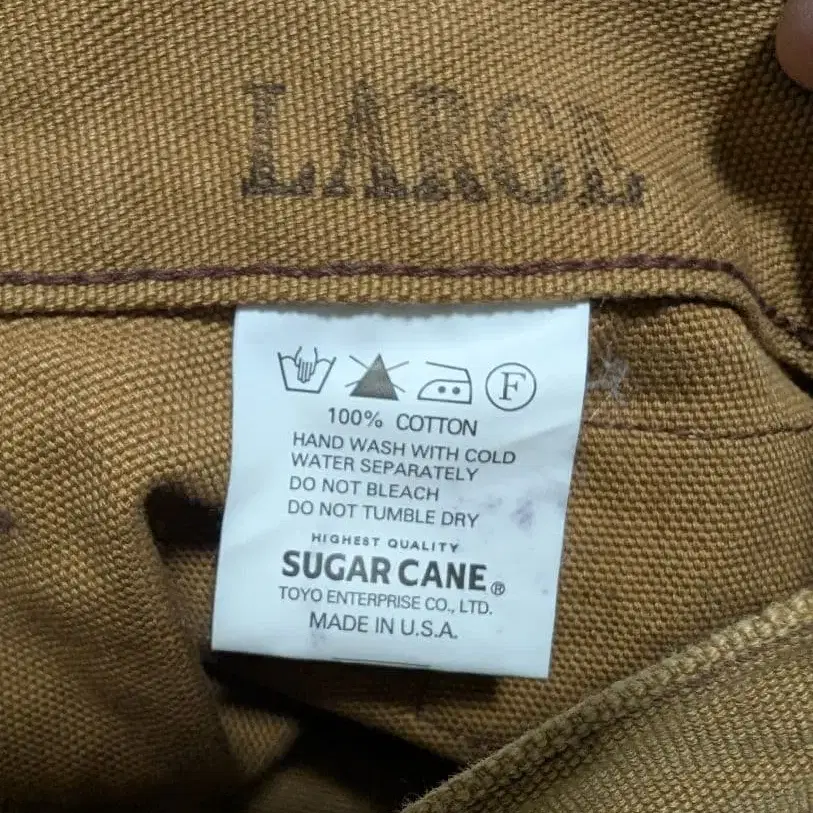 LARGE
F
100% COTTON
HAND WASH WITH COLD
WATER SEPARATELY
DO NOT BLEACH
DO NOT TUMBLE DRY
HIGHEST QUALITY
SUGAR CANE®
TOYO ENTERPRISE CO., LTD.
MADE IN U.S.A.